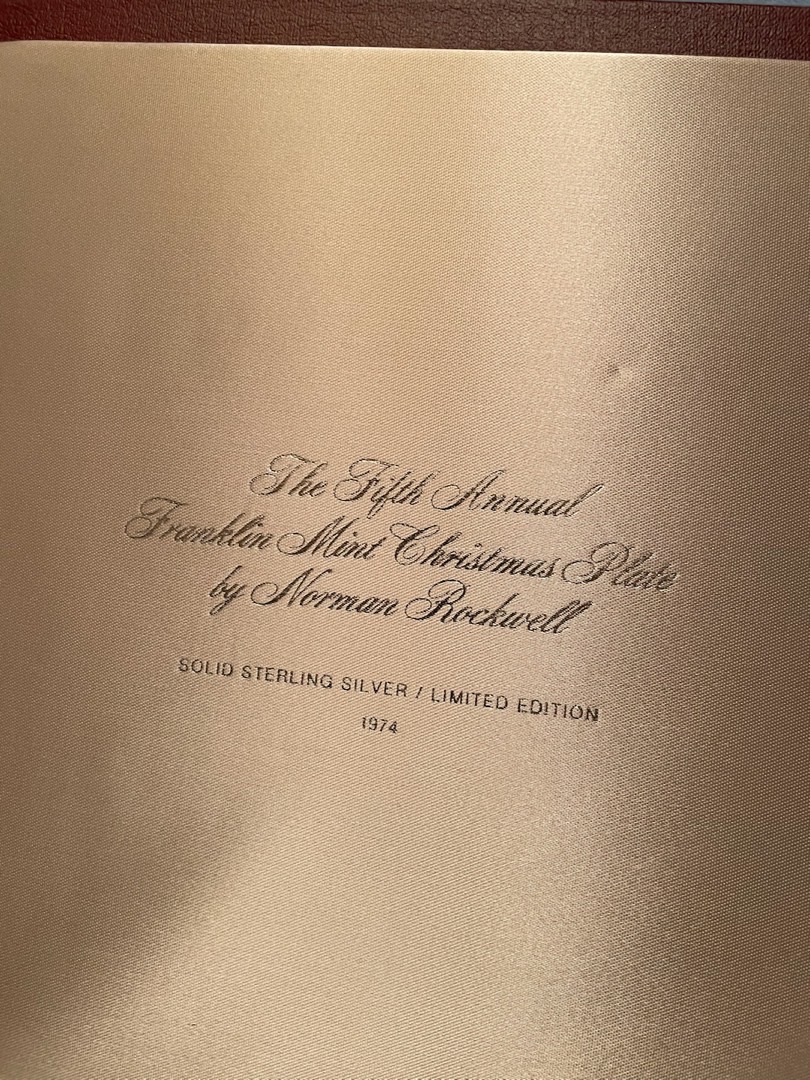 The Fifth Annual
Franklin Mint Christmas Plate
by Norman Rockwell
SOLID STERLING SILVER / LIMITED EDITION
1974